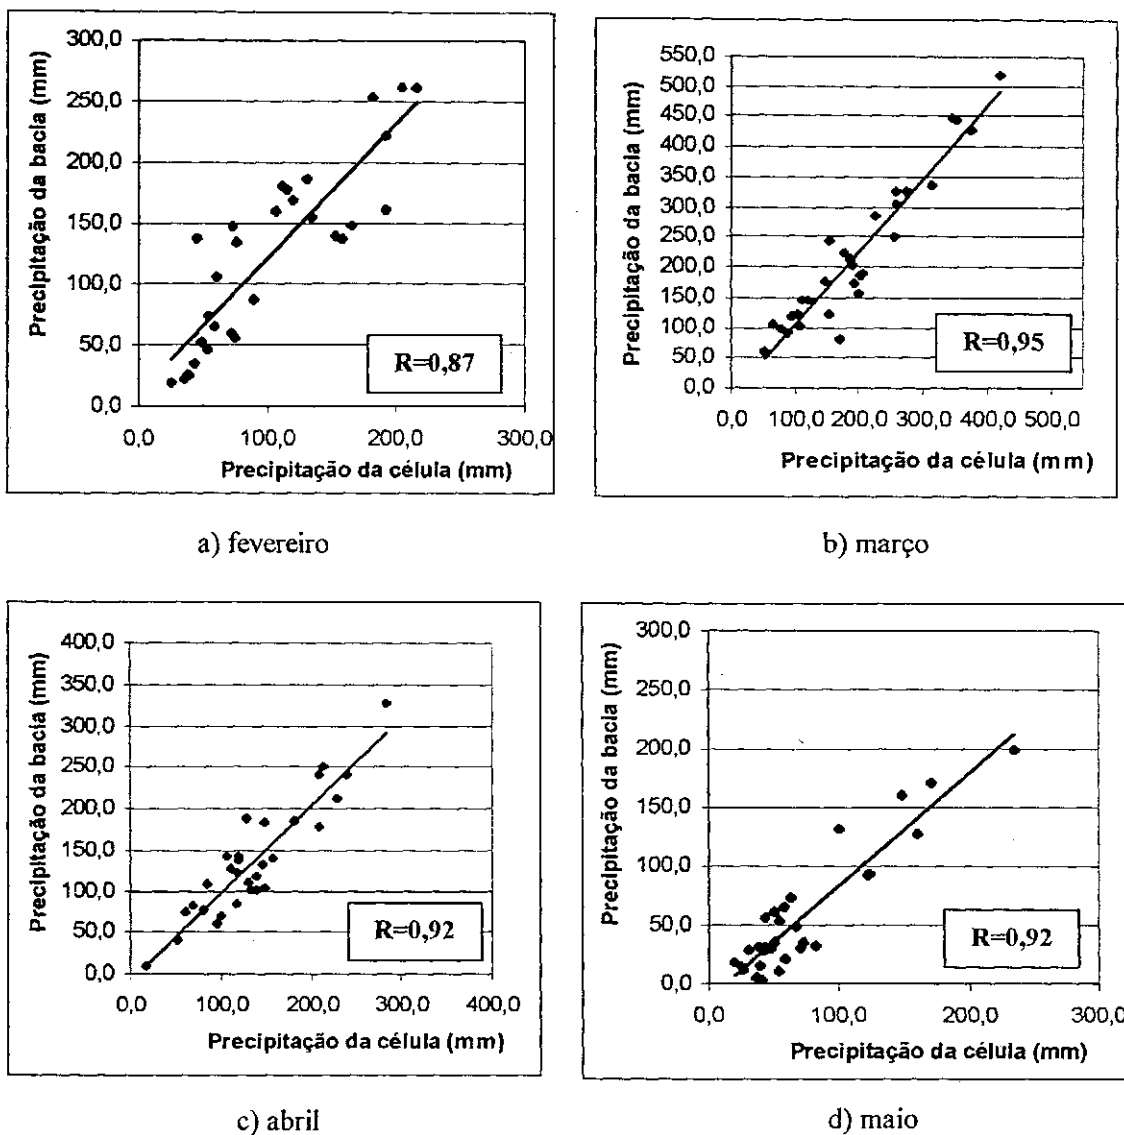 Precipitação da bacia (mm)
300,0
250,0
200,0
150,0
100,0
50,0
0,0
R=0,87
0,0 100,0 200,0 300,0
Precipitação da célula (mm)
a) fevereiro
Precipitação da bacia (mm)
550,0
500,0
450,0
400,0
350,0
300,0
250,0
200,0
150,0
100,0
50,0
0,0
R=0,95
0,0 100,0 200,0 300,0 400,0 500,0
Precipitação da célula (mm)
b) março
Precipitação da bacia (mm)
400,0
350,0
300,0
250,0
200,0
150,0
100,0
50,0
0,0
R=0,92
0,0 100,0 200,0 300,0 400,0
Precipitação da célula (mm)
c) abril
Precipitação da bacia (mm)
300,0
250,0
200,0
150,0
100,0
50,0
0,0
R=0,92
0,0 100,0 200,0 300,0
Precipitação da célula (mm)
d) maio